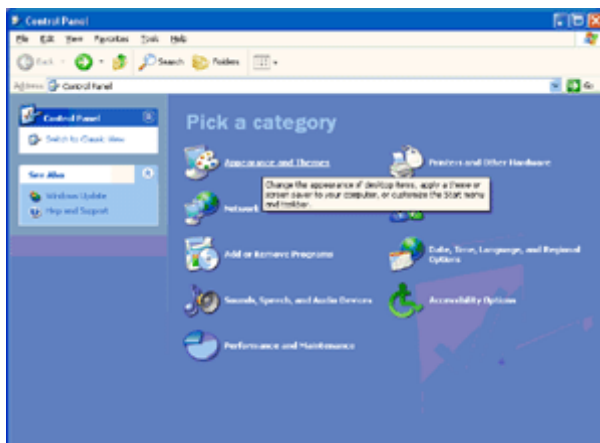 Control Panel
File Edit View Favorites Tools Help
Back Search Folders
Address Control Panel Go
Control Panel
Switch to Classic View
See Also
Windows Update
Help and Support
Pick a category
Appearance and Themes
Printers and Other Hardware
Change the appearance of desktop items, apply a theme or
screen saver to your computer, or customize the Start menu
and taskbar.
Network
Add or Remove Programs
Date, Time, Language, and Regional
Options
Sounds, Speech, and Audio Devices
Accessibility Options
Performance and Maintenance